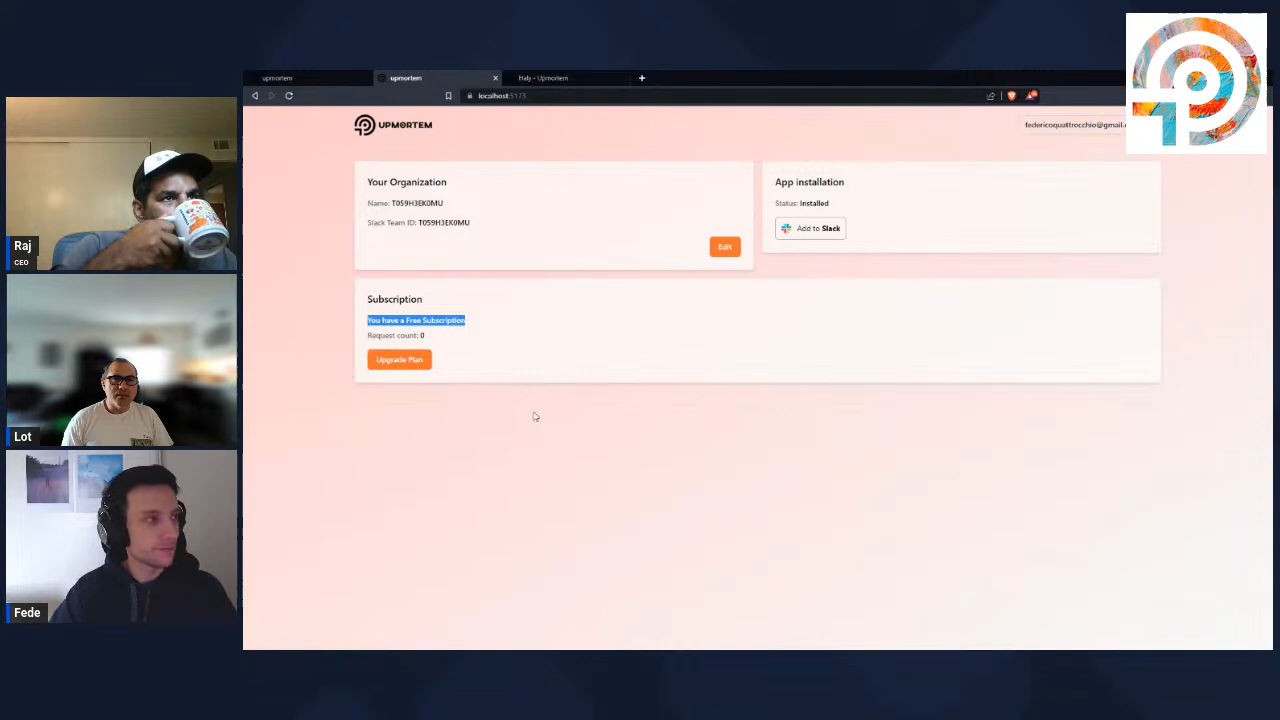 upmortem
upmortem
Haly - Upmortem
localhost:5173
UPMORTEM
federicoquattrocchio@gmail.c
Your Organization
Name: T059H3EK0MU
Slack Team ID: T059H3EK0MU
Edit
App installation
Status: Installed
Add to Slack
Subscription
You have a Free Subscription
Request count: 0
Upgrade Plan
Raj
CEO
Lot
Fede